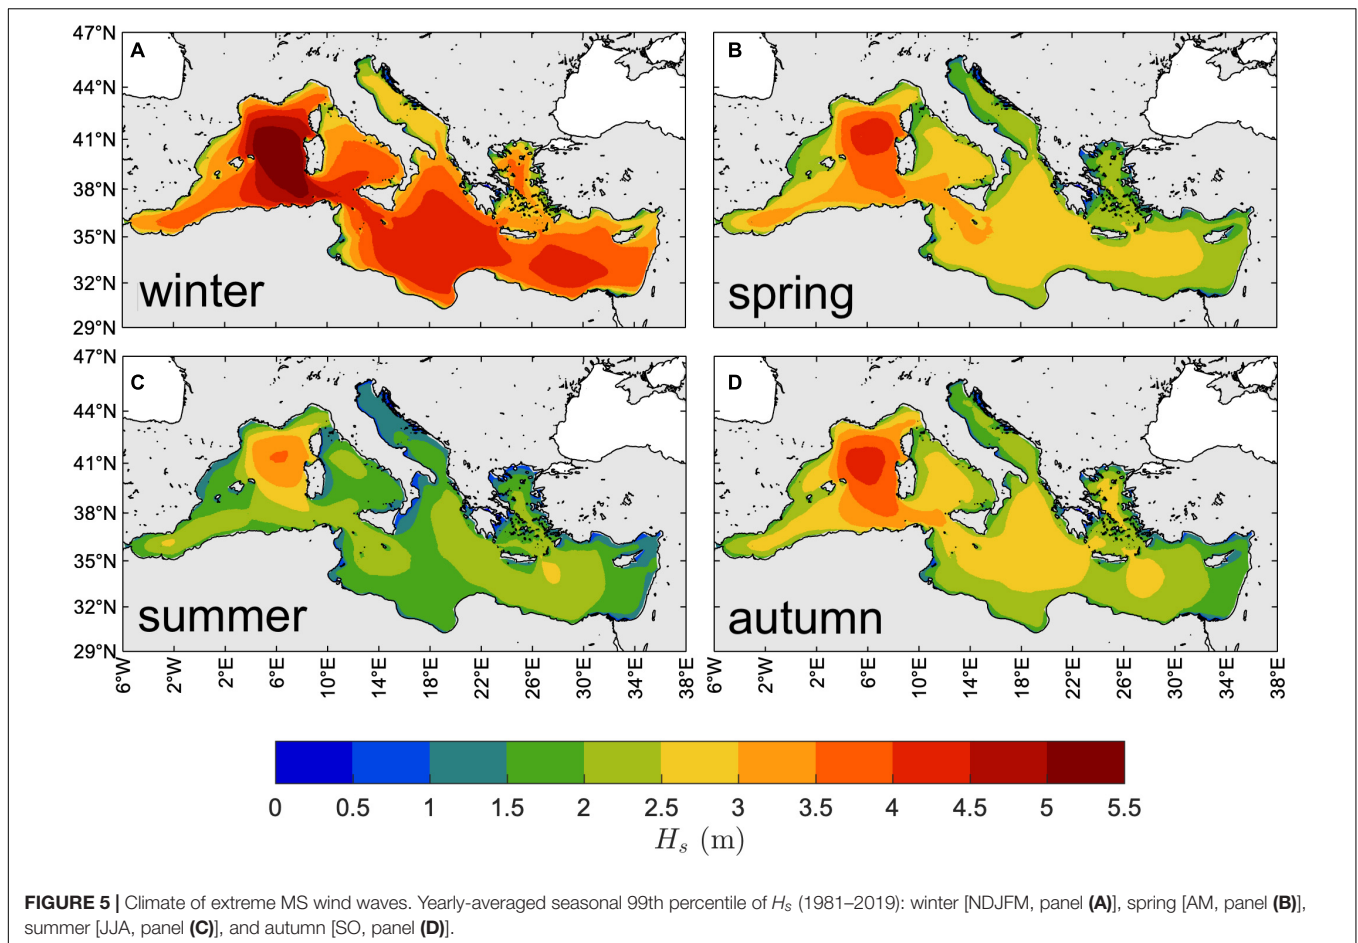 47°N
44°N
41°N
38°N
35°N
32°N
29°N
A
winter
B
spring
47°N
44°N
41°N
38°N
35°N
32°N
29°N
C
summer
D
autumn
6°W 2°W 2°E 6°E 10°E 14°E 18°E 22°E 26°E 30°E 34°E 38°E
6°W 2°W 2°E 6°E 10°E 14°E 18°E 22°E 26°E 30°E 34°E 38°E
0 0.5 1 1.5 2 2.5 3 3.5 4 4.5 5 5.5
Hₛ (m)
FIGURE 5 | Climate of extreme MS wind waves. Yearly-averaged seasonal 99th percentile of Hₛ (1981–2019): winter [NDJFM, panel (A)], spring [AM, panel (B)],
summer [JJA, panel (C)], and autumn [SO, panel (D)].